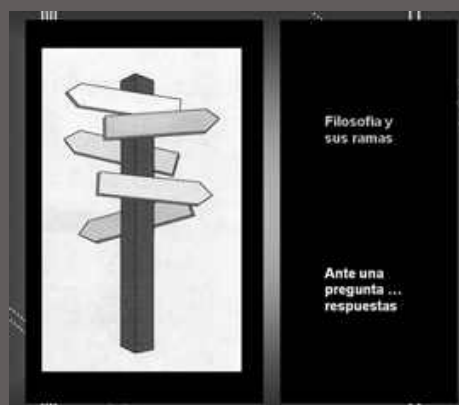 Filosofia y
sus ramas
Ante una
pregunta ...
respuestas